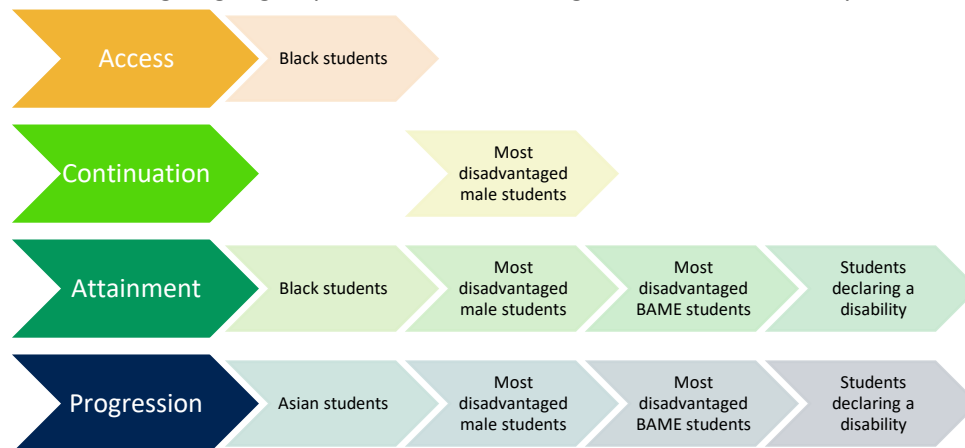 Access
Black students
Continuation
Most
disadvantaged
male students
Attainment
Black students
Most
disadvantaged
male students
Most
disadvantaged
BAME students
Students
declaring a
disability
Progression
Asian students
Most
disadvantaged
male students
Most
disadvantaged
BAME students
Students
declaring a
disability